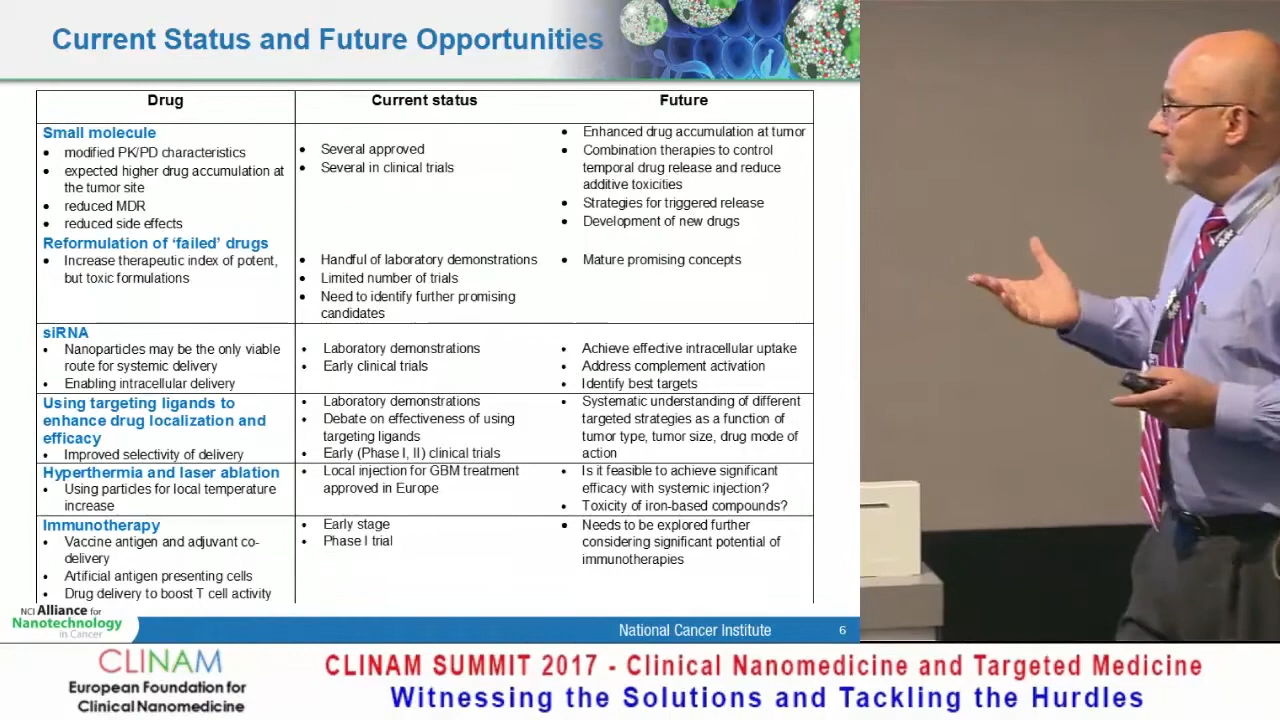 Current Status and Future Opportunities
Drug
Current status
Future
Small molecule
• modified PK/PD characteristics
• expected higher drug accumulation at
the tumor site
• reduced MDR
• reduced side effects
• Several approved
• Several in clinical trials
• Enhanced drug accumulation at tumor
• Combination therapies to control
temporal drug release and reduce
additive toxicities
• Strategies for triggered release
• Development of new drugs
Reformulation of ‘failed’ drugs
• Increase therapeutic index of potent,
but toxic formulations
• Handful of laboratory demonstrations
• Limited number of trials
• Need to identify further promising
candidates
• Mature promising concepts
siRNA
• Nanoparticles may be the only viable
route for systemic delivery
• Enabling intracellular delivery
• Laboratory demonstrations
• Early clinical trials
• Achieve effective intracellular uptake
• Address complement activation
• Identify best targets
Using targeting ligands to
enhance drug localization and
efficacy
• Improved selectivity of delivery
• Laboratory demonstrations
• Debate on effectiveness of using
targeting ligands
• Early (Phase I, II) clinical trials
• Systematic understanding of different
targeted strategies as a function of
tumor type, tumor size, drug mode of
action
Hyperthermia and laser ablation
• Using particles for local temperature
increase
• Local injection for GBM treatment
approved in Europe
• Is it feasible to achieve significant
efficacy with systemic injection?
• Toxicity of iron-based compounds?
Immunotherapy
• Vaccine antigen and adjuvant co-
delivery
• Artificial antigen presenting cells
• Drug delivery to boost T cell activity
• Early stage
• Phase I trial
• Needs to be explored further
considering significant potential of
immunotherapies
NCI Alliance for
Nanotechnology
in Cancer
National Cancer Institute
6
CLINAM
European Foundation for
Clinical Nanomedicine
CLINAM SUMMIT 2017 - Clinical Nanomedicine and Targeted Medicine
Witnessing the Solutions and Tackling the Hurdles